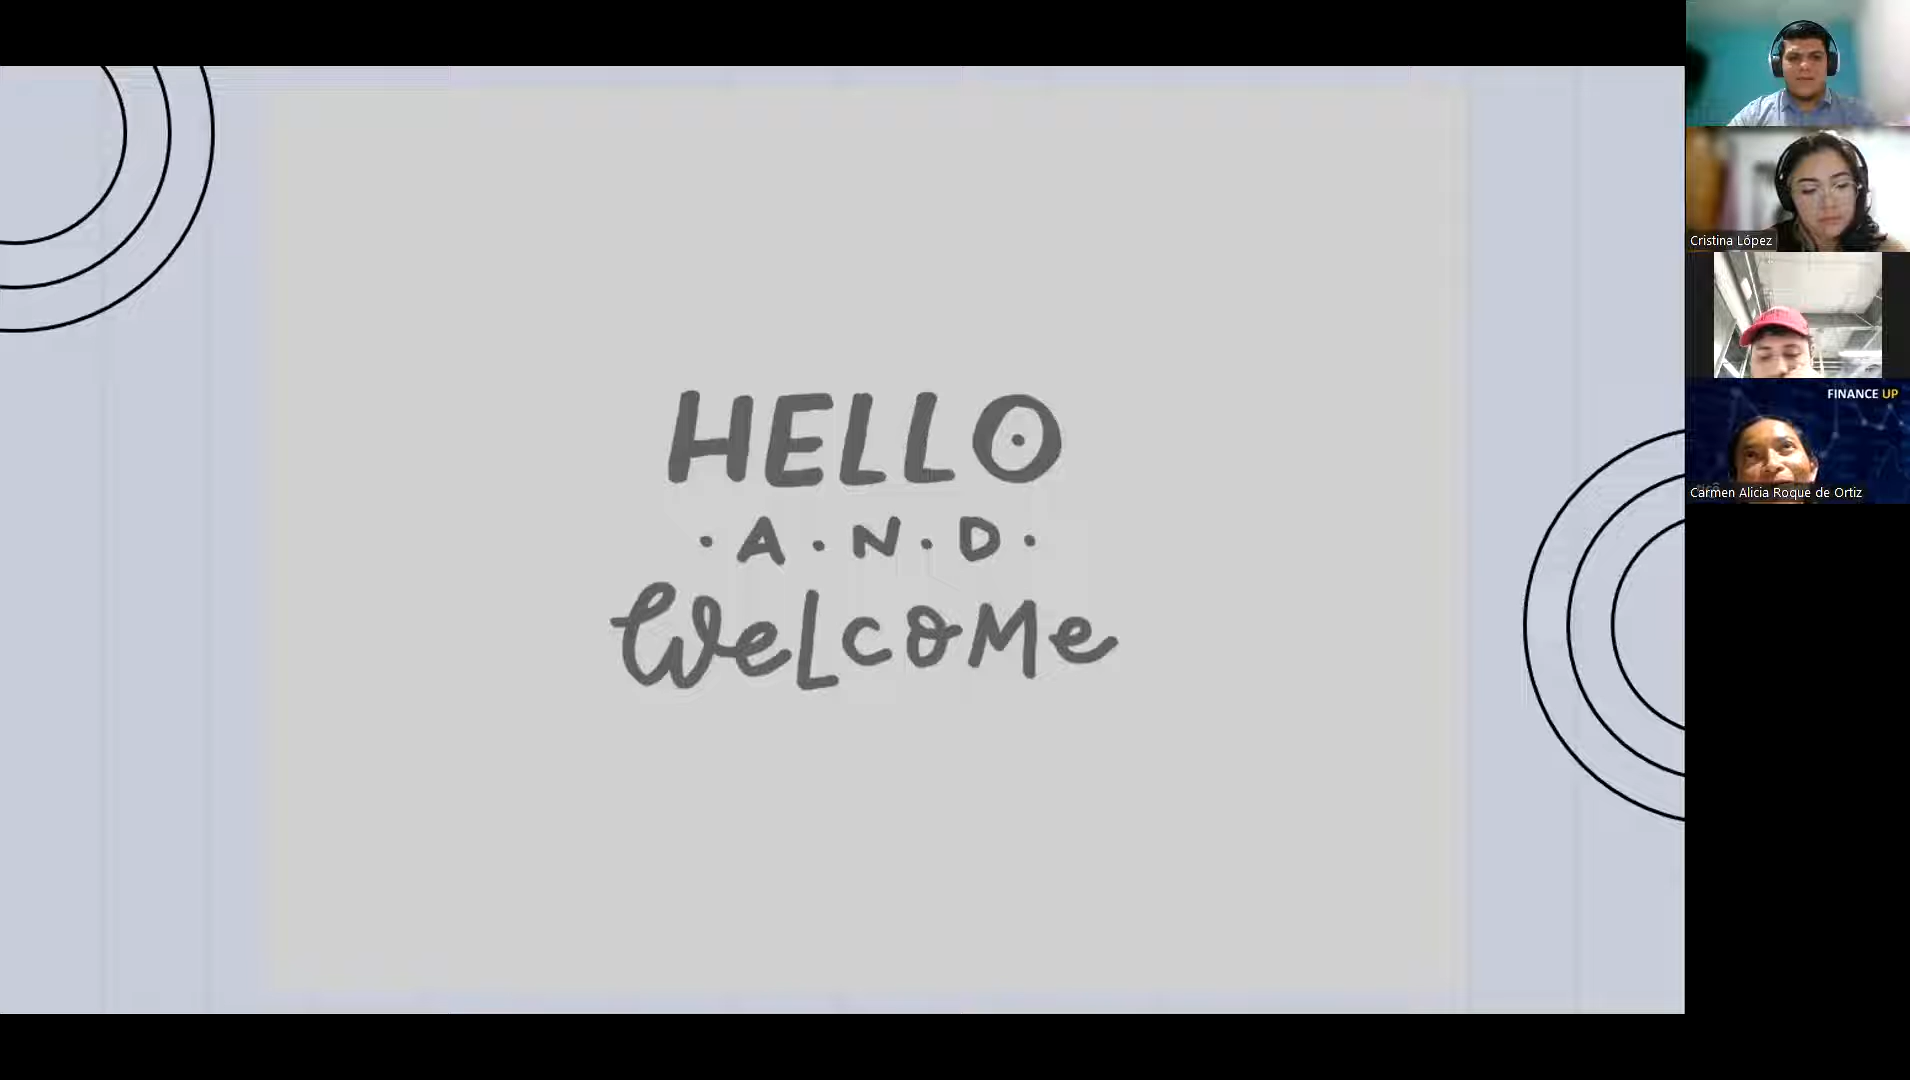 HELLO
·A·N·D·
WeLcoMe
Cristina López
FINANCE UP
Carmen Alicia Roque de Ortiz